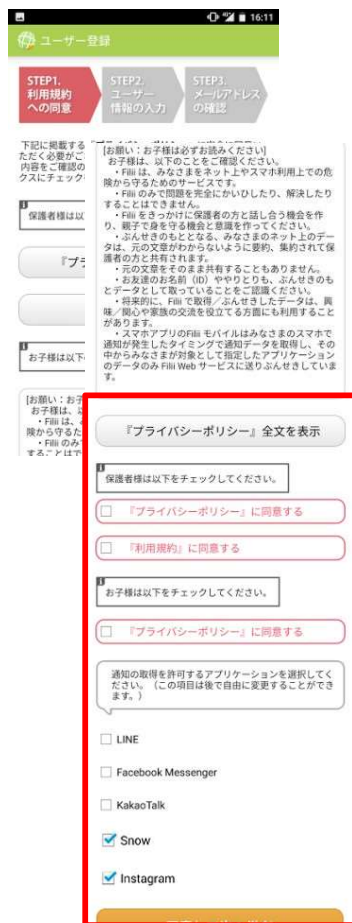 16:11
ユーザー登録
STEP1.
利用規約
への同意
STEP2.
ユーザー
情報の入力
STEP3.
メールアドレス
の確認
下記に掲載する
ただく必要がご
内容をご確認の
クスにチェック
保護者様は以
『プ
お子様は以下
[お願い:お子
お子様は、以
・Filii は、
険から守るた
・Filii のみ
することはで
[お願い:お子様は必ずお読みください]
お子様は、以下のことをご確認ください。
・Filii は、みなさまをネット上やスマホ利用上での危
険から守るためのサービスです。
・Filii のみで問題を完全にかいひしたり、解決したり
することはできません。
・Filii をきっかけに保護者の方と話し合う機会を作
り、親子で身を守る機会と意識を作ってください。
・ぶんせきのもととなる、みなさまのネット上のデー
タは、元の文章がわからないように要約、集約されて保
護者の方と共有されます。
・元の文章をそのまま共有することもありません。
・お友達のお名前（ID）ややりとりも、ぶんせきのも
とデータとして取っていることをご認識ください。
・将来的に、Filii で取得／ぶんせきしたデータは、興
味／関心や家族の交流を役立てる方面にも利用すること
があります。
・スマホアプリのFilii モバイルはみなさまのスマホで
通知が発生したタイミングで通知データを取得し、その
中からみなさまが対象として指定したアプリケーション
のデータのみ Filii Web サービスに送りぶんせきしていま
す。
『プライバシーポリシー』全文を表示
保護者様は以下をチェックしてください。
『プライバシーポリシー』に同意する
『利用規約』に同意する
お子様は以下をチェックしてください。
『プライバシーポリシー』に同意する
通知の取得を許可するアプリケーションを選択してく
ださい。（この項目は後で自由に変更することができ
ます。）
LINE
Facebook Messenger
KakaoTalk
Snow
Instagram